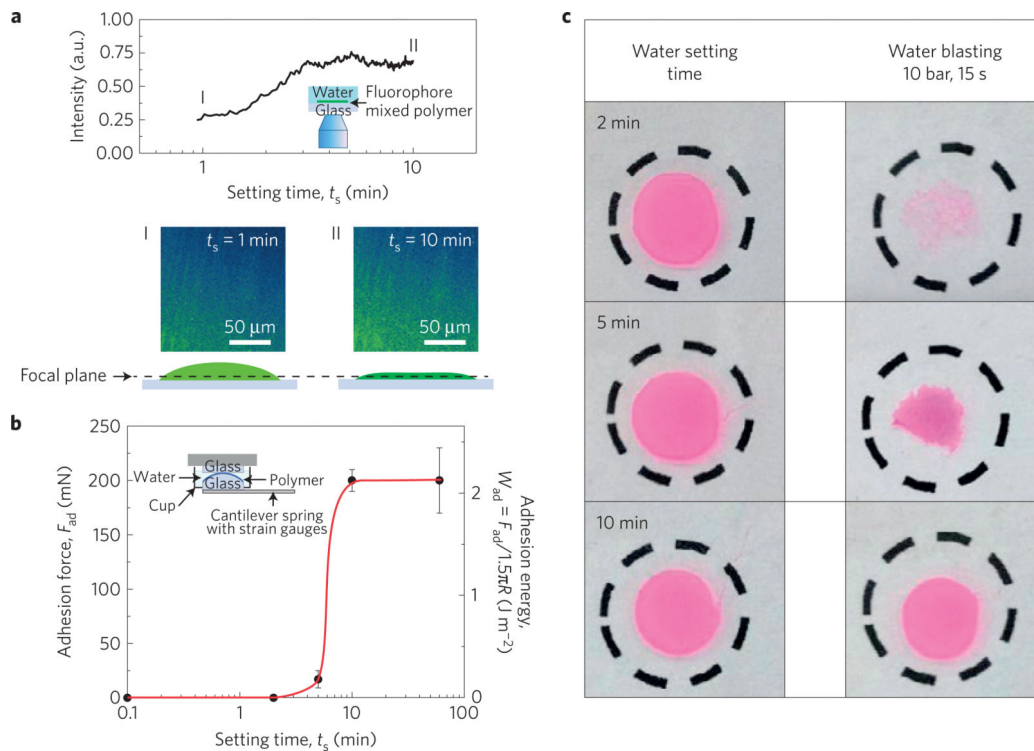 a
1.00
0.75
0.50
0.25
0.00
Intensity (a.u.)
I
II
Water
Glass
Fluorophore
mixed polymer
1
10
Setting time, ts (min)
I
ts = 1 min
50 µm
II
ts = 10 min
50 µm
Focal plane
b
250
200
150
100
50
25
0
Adhesion force, Fad (mN)
Glass
Water
Glass
Polymer
Cup
Cantilever spring
with strain gauges
2
1
0
Adhesion energy,
Wad = Fad/1.5πR (J m−2)
0.1
1
10
100
Setting time, ts (min)
c
Water setting
time
Water blasting
10 bar, 15 s
2 min
5 min
10 min